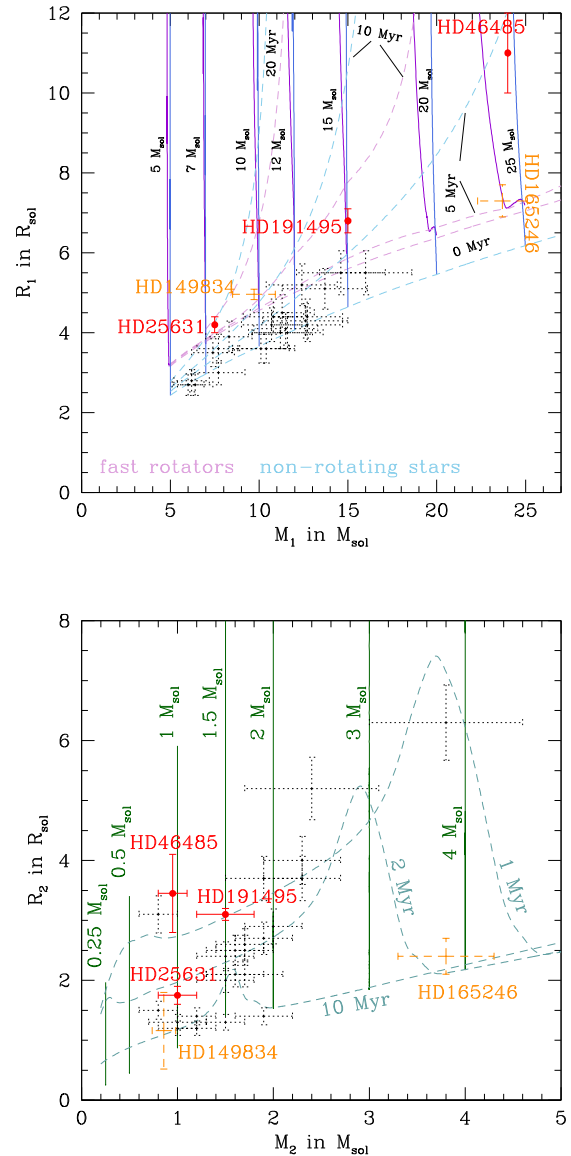 12
10
8
6
4
2
0
R1 in Rsol
5 Msol
7 Msol
10 Msol
12 Msol
20 Myr
15 Msol
10 Myr
20 Msol
5 Myr
25 Msol
0 Myr
HD46485
HD165246
HD191495
HD149834
HD25631
fast rotators
non-rotating stars
0
5
10
15
20
25
M1 in Msol
8
6
4
2
0
R2 in Rsol
0.25 Msol
0.5 Msol
1 Msol
1.5 Msol
2 Msol
3 Msol
4 Msol
HD46485
HD191495
HD25631
HD149834
HD165246
2 Myr
1 Myr
10 Myr
0
1
2
3
4
5
M2 in Msol